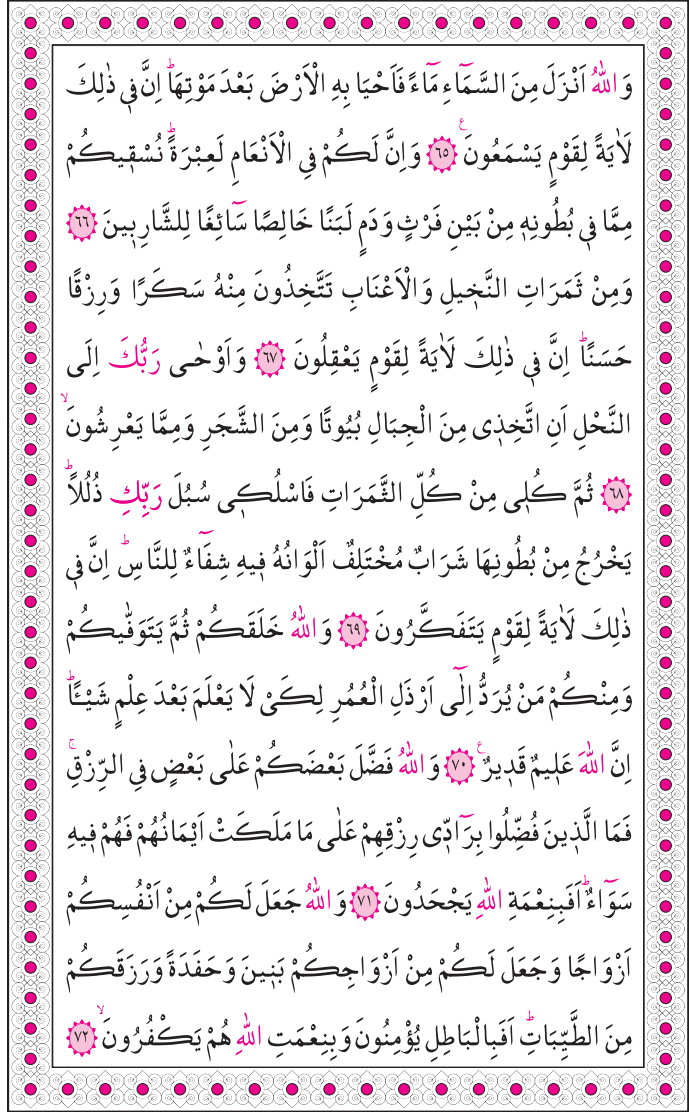 وَاللّٰهُ اَنْزَلَ مِنَ السَّمَٓاءِ مَٓاءً فَاَحْيَا بِهِ الْاَرْضَ بَعْدَ مَوْتِهَاۜ اِنَّ ف۪ي ذٰلِكَ
لَاٰيَةً لِقَوْمٍ يَسْمَعُونَ۟ ﴿٦٥﴾ وَاِنَّ لَكُمْ فِي الْاَنْعَامِ لَعِبْرَةًۜ نُسْق۪يكُمْ
مِمَّا ف۪ي بُطُونِه۪ مِنْ بَيْنِ فَرْثٍ وَدَمٍ لَبَنًا خَالِصًا سَٓائِغًا لِلشَّارِب۪ينَ ﴿٦٦﴾
وَمِنْ ثَمَرَاتِ النَّخ۪يلِ وَالْاَعْنَابِ تَتَّخِذُونَ مِنْهُ سَكَرًا وَرِزْقًا
حَسَنًاۜ اِنَّ ف۪ي ذٰلِكَ لَاٰيَةً لِقَوْمٍ يَعْقِلُونَ ﴿٦٧﴾ وَاَوْحٰى رَبُّكَ اِلَى
النَّحْلِ اَنِ اتَّخِذ۪ي مِنَ الْجِبَالِ بُيُوتًا وَمِنَ الشَّجَرِ وَمِمَّا يَعْرِشُونَۙ
﴿٦٨﴾ ثُمَّ كُل۪ي مِنْ كُلِّ الثَّمَرَاتِ فَاسْلُك۪ي سُبُلَ رَبِّكِ ذُلُلًاۜ
يَخْرُجُ مِنْ بُطُونِهَا شَرَابٌ مُخْتَلِفٌ اَلْوَانُهُ ف۪يهِ شِفَٓاءٌ لِلنَّاسِۜ اِنَّ ف۪ي
ذٰلِكَ لَاٰيَةً لِقَوْمٍ يَتَفَكَّرُونَ ﴿٦٩﴾ وَاللّٰهُ خَلَقَكُمْ ثُمَّ يَتَوَفّٰيكُمْ
وَمِنْكُمْ مَنْ يُرَدُّ اِلٰٓى اَرْذَلِ الْعُمُرِ لِكَيْ لَا يَعْلَمَ بَعْدَ عِلْمٍ شَيْـًٔاۜ
اِنَّ اللّٰهَ عَل۪يمٌ قَد۪يرٌ۟ ﴿٧٠﴾ وَاللّٰهُ فَضَّلَ بَعْضَكُمْ عَلٰى بَعْضٍ فِي الرِّزْقِۚ
فَمَا الَّذ۪ينَ فُضِّلُوا بِرَٓادّ۪ي رِزْقِهِمْ عَلٰى مَا مَلَكَتْ اَيْمَانُهُمْ فَهُمْ ف۪يهِ
سَوَٓاءٌۜ اَفَبِنِعْمَةِ اللّٰهِ يَجْحَدُونَ ﴿٧١﴾ وَاللّٰهُ جَعَلَ لَكُمْ مِنْ اَنْفُسِكُمْ
اَزْوَاجًا وَجَعَلَ لَكُمْ مِنْ اَزْوَاجِكُمْ بَن۪ينَ وَحَفَدَةً وَرَزَقَكُمْ
مِنَ الطَّيِّبَاتِۜ اَفَبِالْبَاطِلِ يُؤْمِنُونَ وَبِنِعْمَتِ اللّٰهِ هُمْ يَكْفُرُونَۙ ﴿٧٢﴾